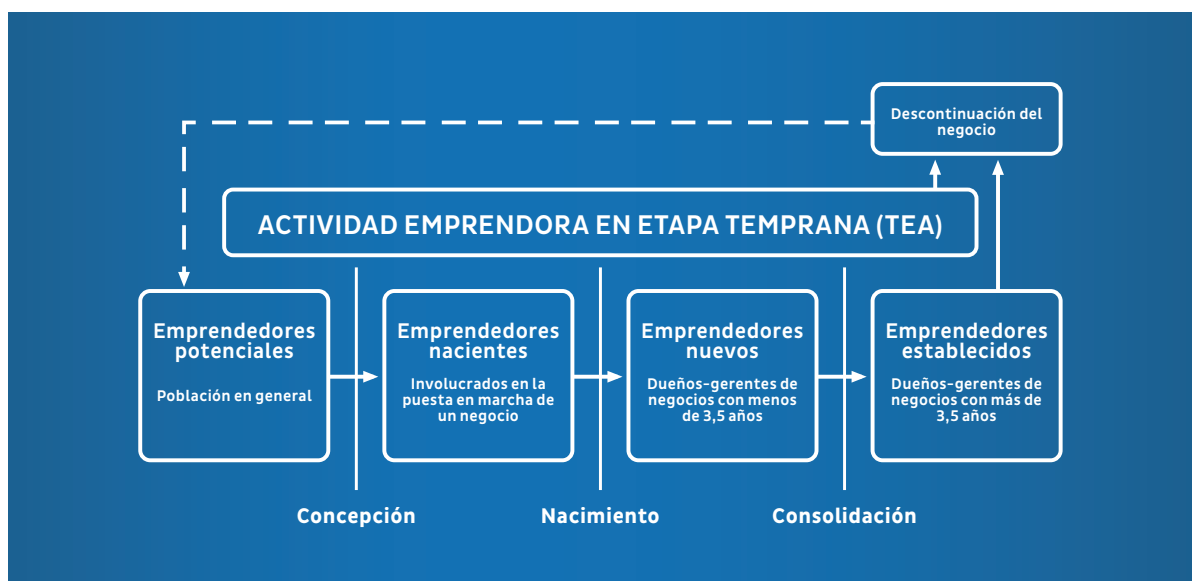 Descontinuación del
negocio
ACTIVIDAD EMPRENDORA EN ETAPA TEMPRANA (TEA)
Emprendedores
potenciales
Población en general
Emprendedores
nacientes
Involucrados en la
puesta en marcha de
un negocio
Emprendedores
nuevos
Dueños-gerentes de
negocios con menos
de 3,5 años
Emprendedores
establecidos
Dueños-gerentes de
negocios con más de
3,5 años
Concepción
Nacimiento
Consolidación